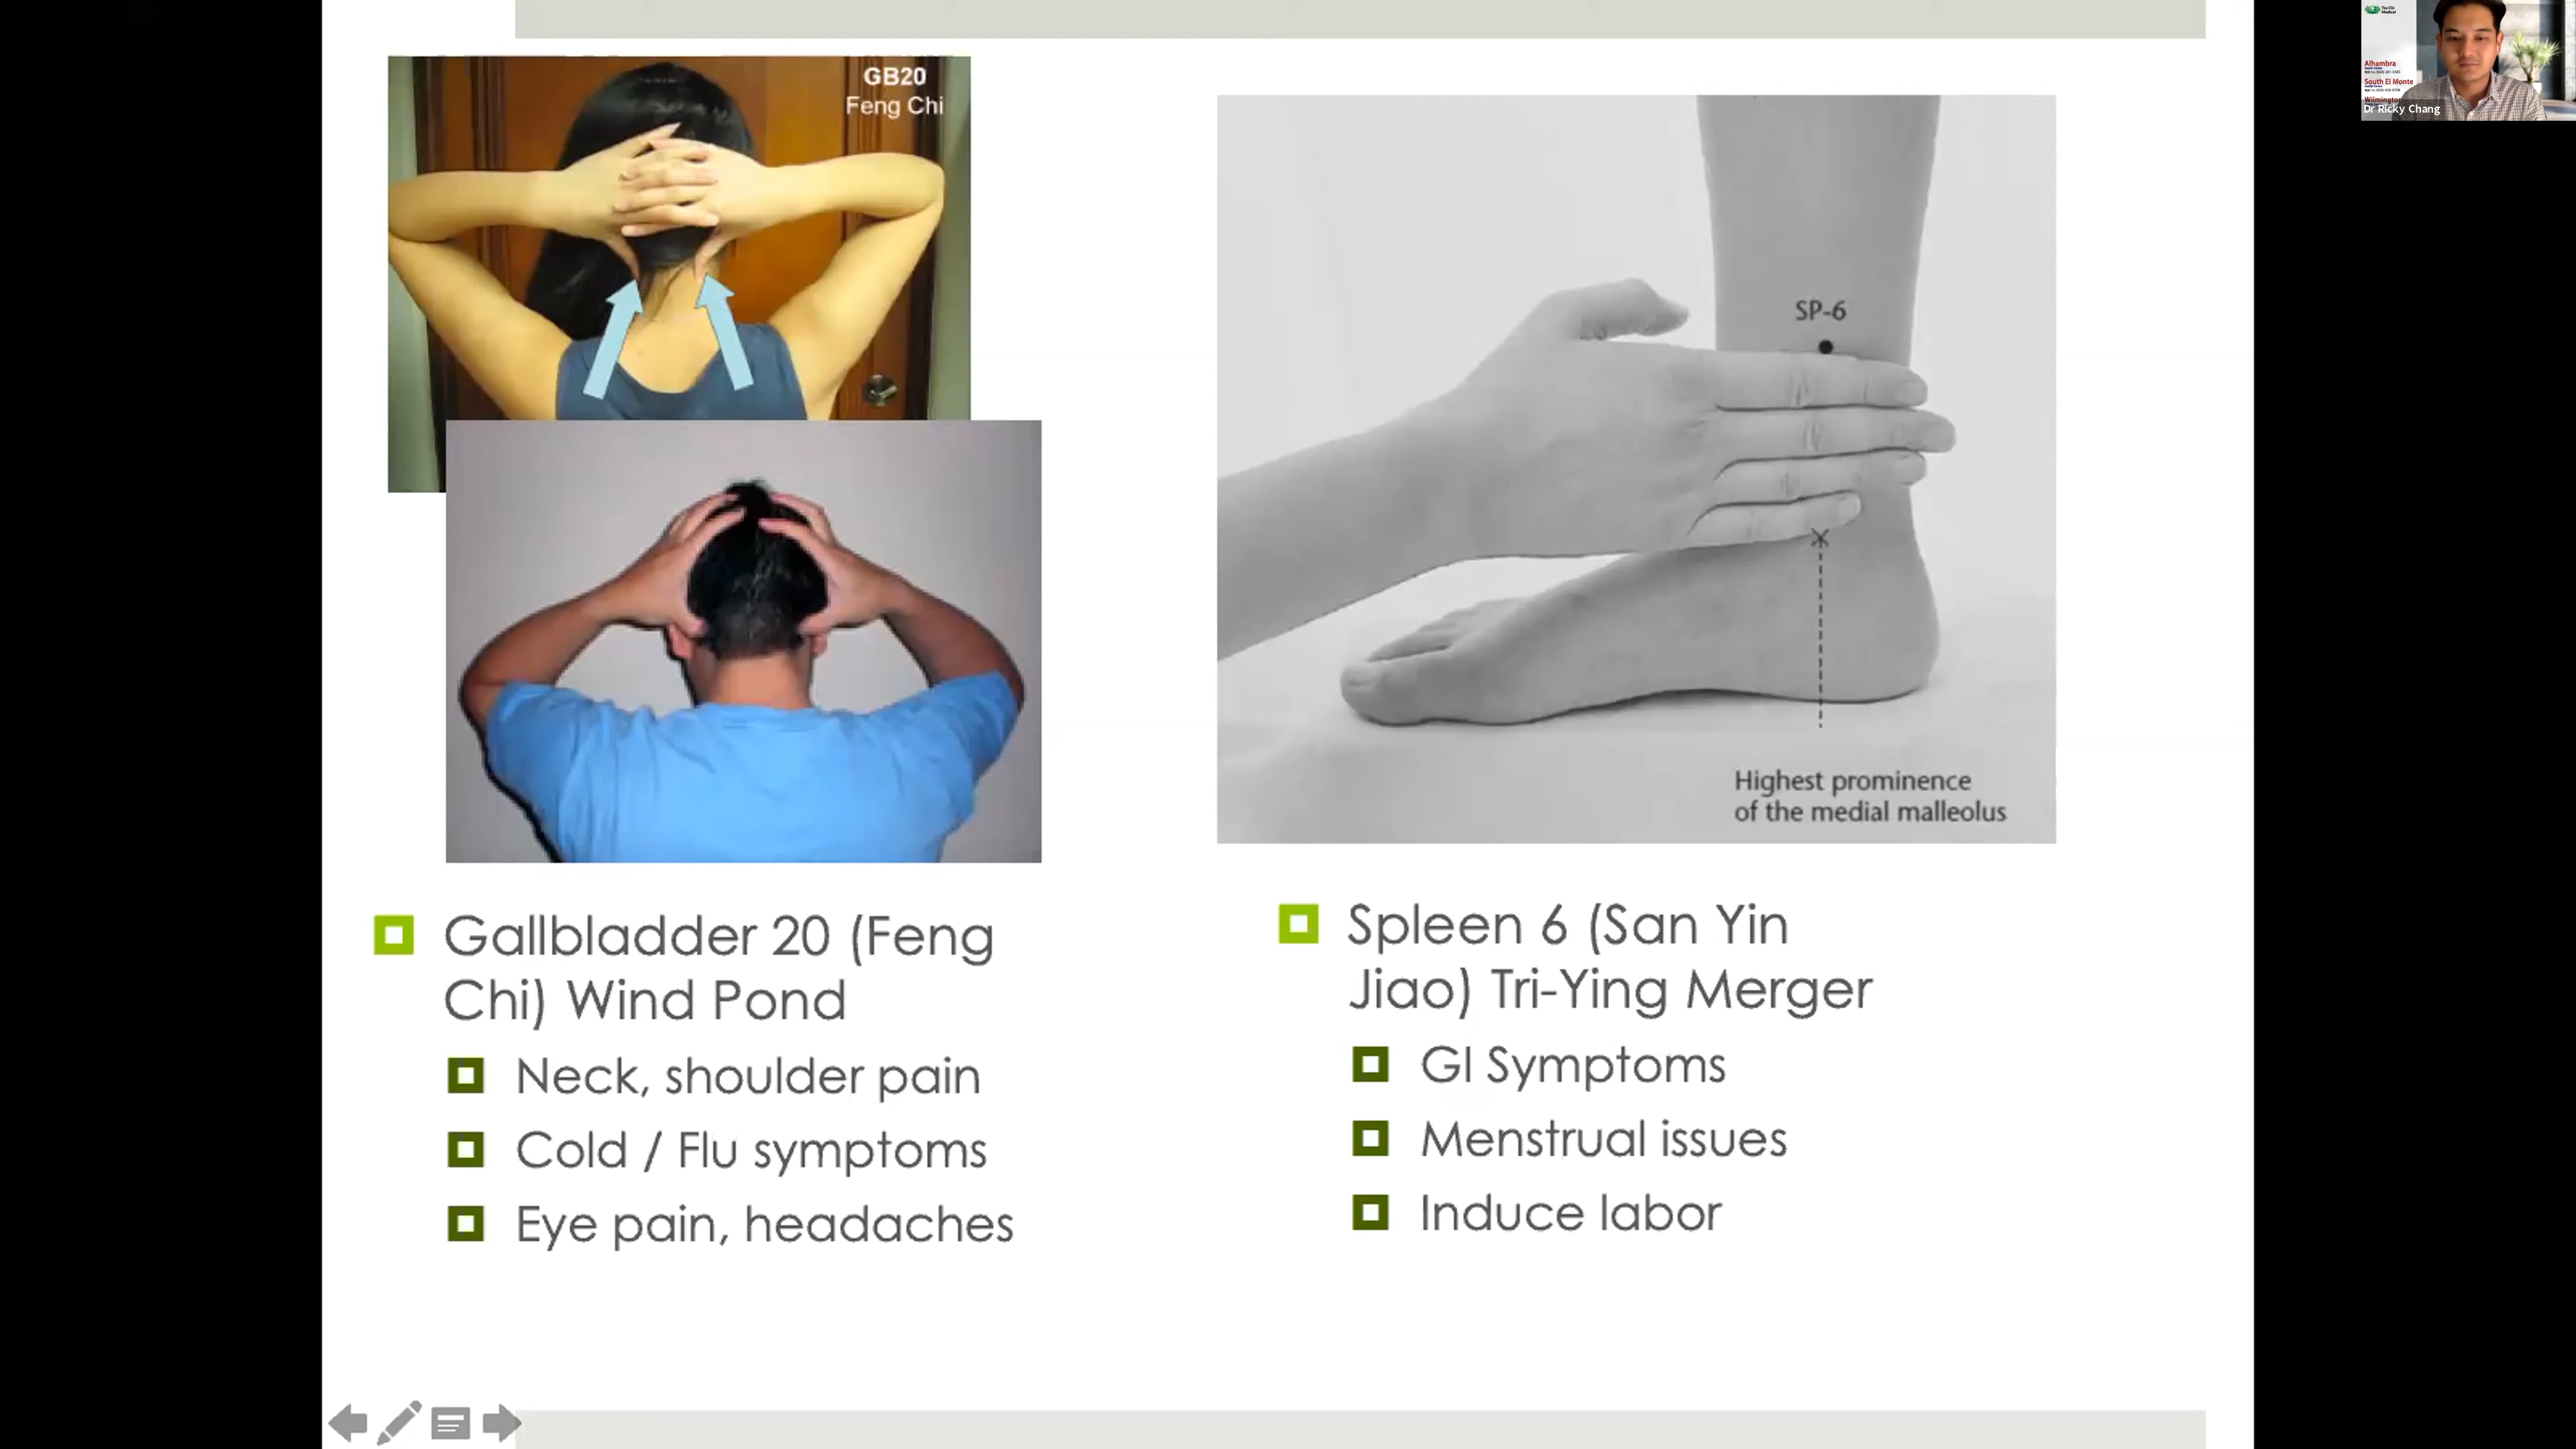 GB20
Feng Chi
SP-6
Highest prominence
of the medial malleolus
Gallbladder 20 (Feng
Chi) Wind Pond
Neck, shoulder pain
Cold / Flu symptoms
Eye pain, headaches
Spleen 6 (San Yin
Jiao) Tri-Ying Merger
GI Symptoms
Menstrual issues
Induce labor
Alhambra
South El Monte
Wilmington
Dr Ricky Chang